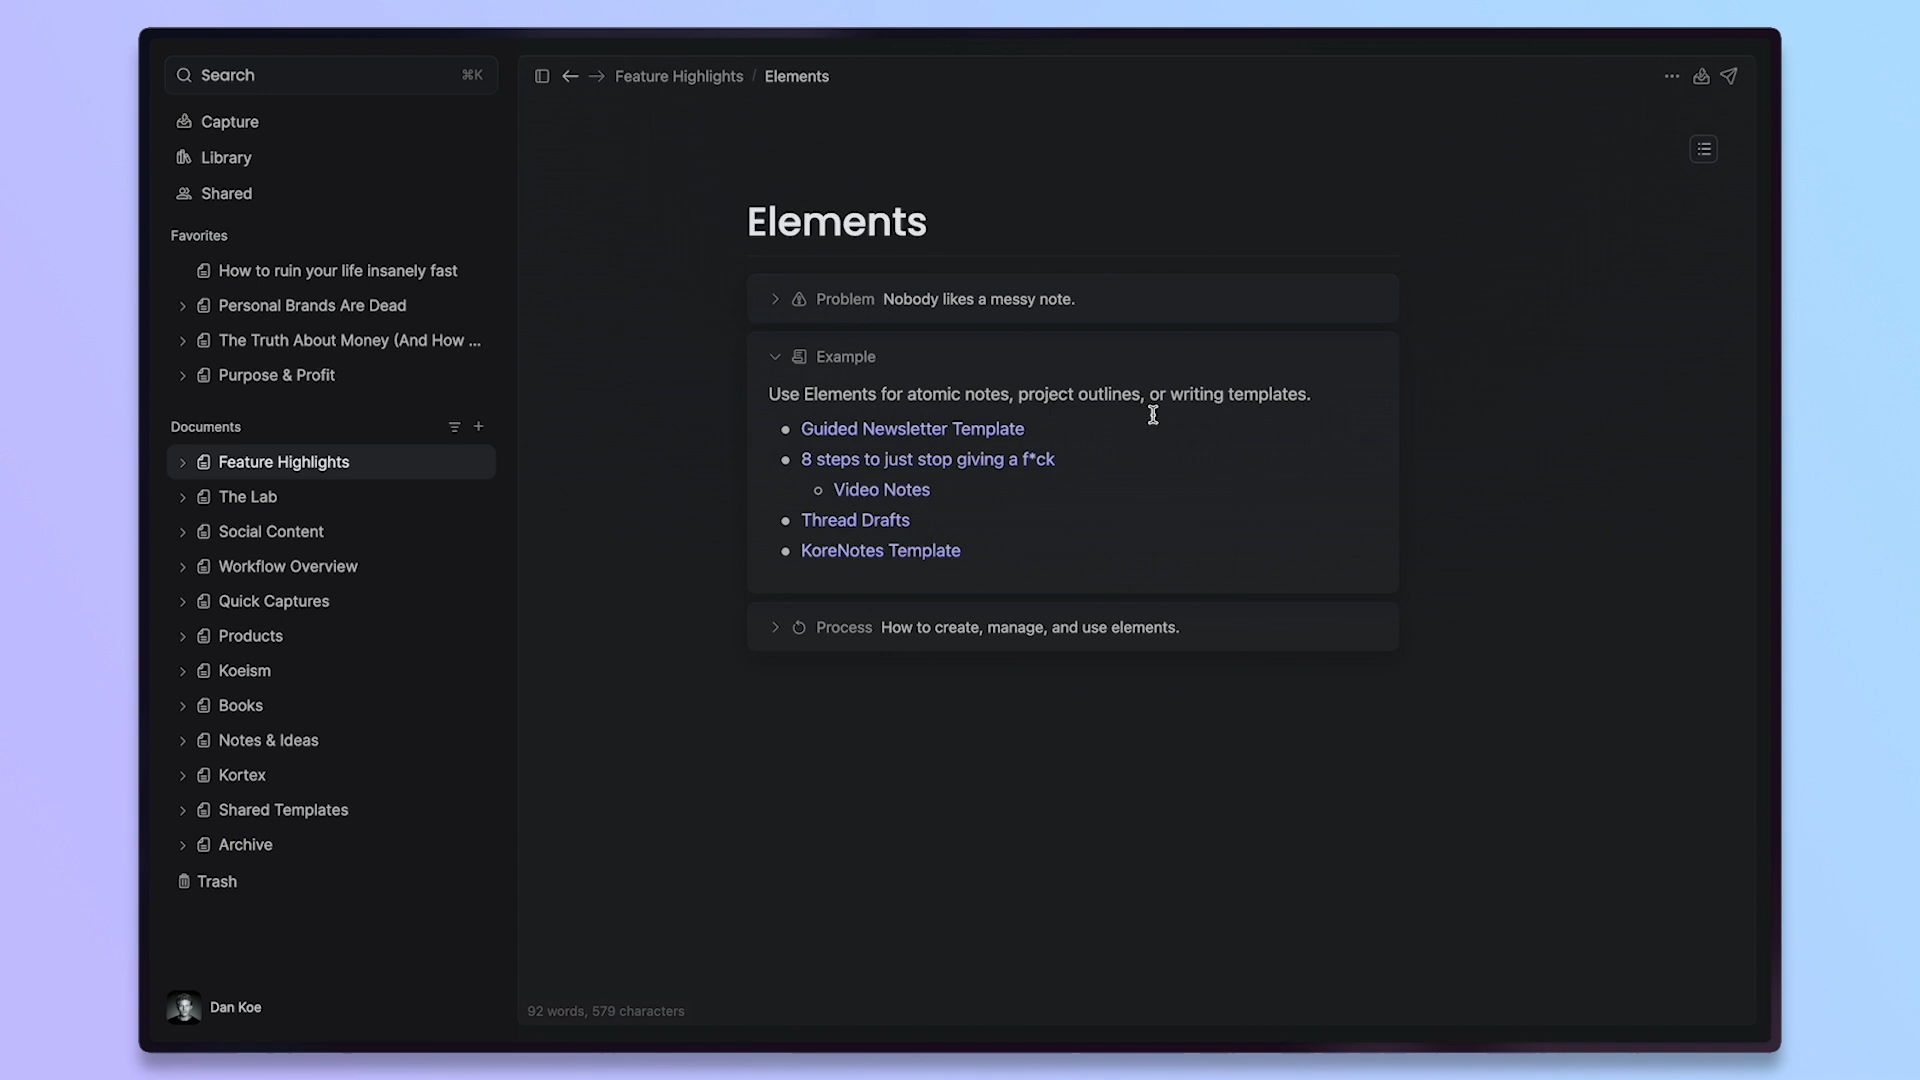 Search ⌘K
Capture
Library
Shared
Favorites
How to ruin your life insanely fast
Personal Brands Are Dead
The Truth About Money (And How ...
Purpose & Profit
Documents
Feature Highlights
The Lab
Social Content
Workflow Overview
Quick Captures
Products
Koeism
Books
Notes & Ideas
Kortex
Shared Templates
Archive
Trash
Dan Koe
Feature Highlights / Elements
Elements
Problem Nobody likes a messy note.
Example
Use Elements for atomic notes, project outlines, or writing templates.
Guided Newsletter Template
8 steps to just stop giving a f*ck
Video Notes
Thread Drafts
KoreNotes Template
Process How to create, manage, and use elements.
92 words, 579 characters